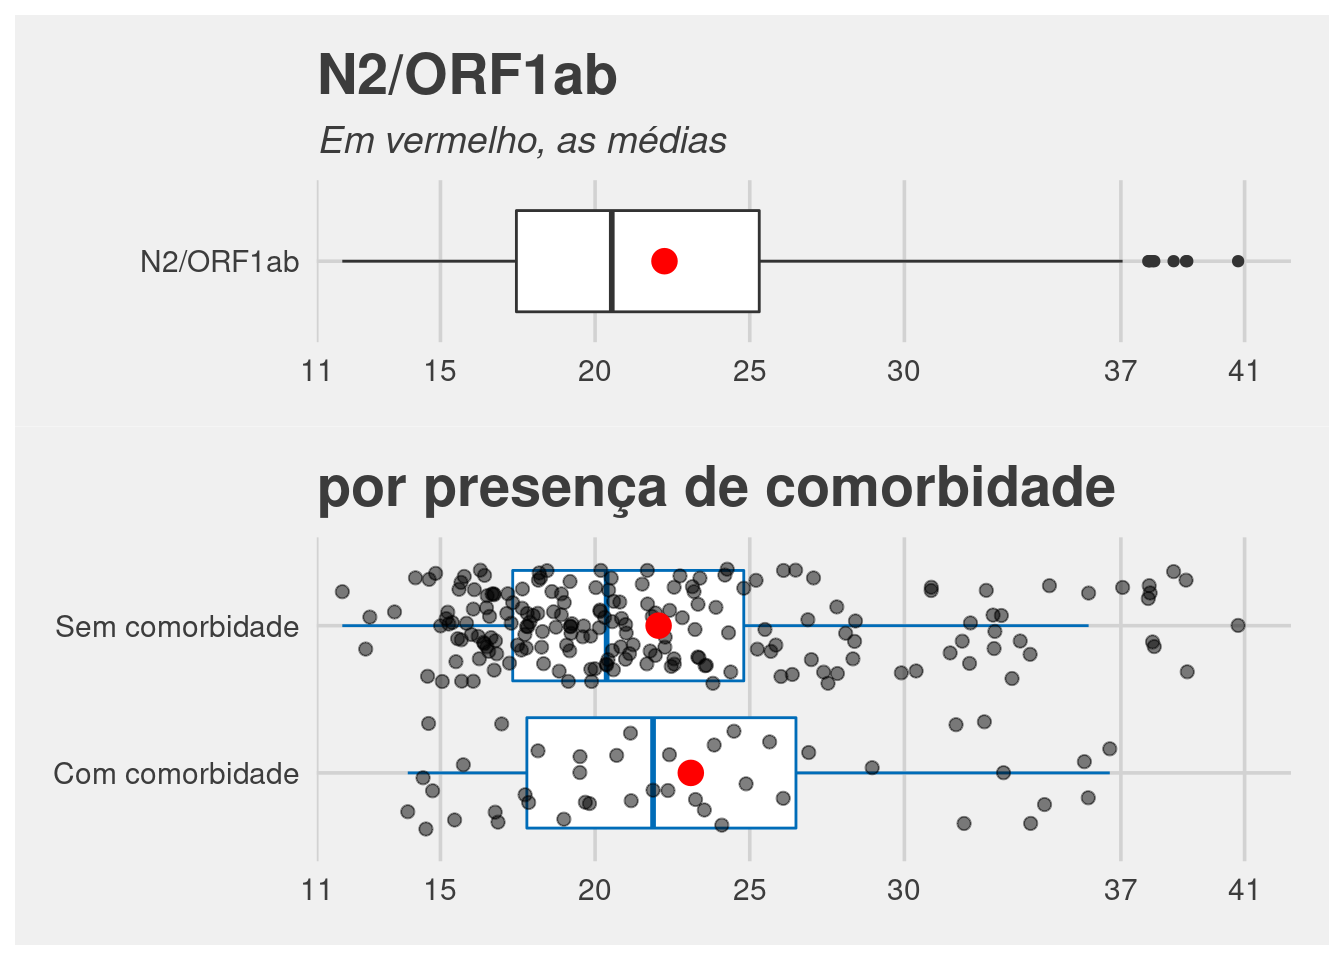 N2/ORF1ab
Em vermelho, as médias
N2/ORF1ab
11 15 20 25 30 37 41
por presença de comorbidade
Sem comorbidade
Com comorbidade
11 15 20 25 30 37 41